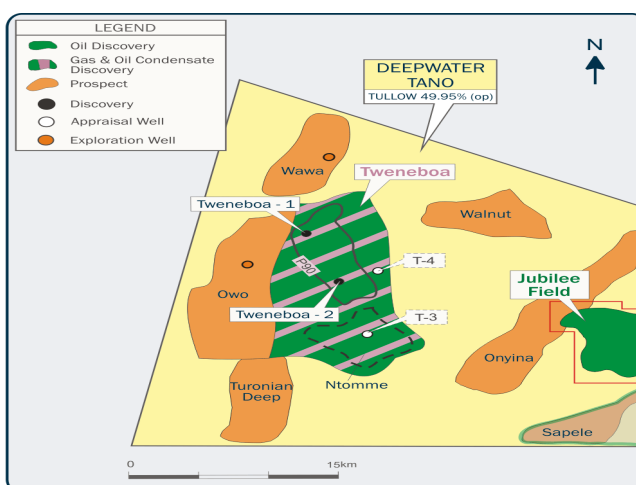 LEGEND
Oil Discovery
Gas & Oil Condensate
Discovery
Prospect
Discovery
Appraisal Well
Exploration Well
DEEPWATER
TANO
TULLOW 49.95% (op)
N
Wawa
Tweneboa
Tweneboa - 1
Walnut
P90
T-4
Owo
Jubilee
Field
Tweneboa - 2
T-3
Onyina
Turonian
Deep
Ntomme
Sapele
0
15km